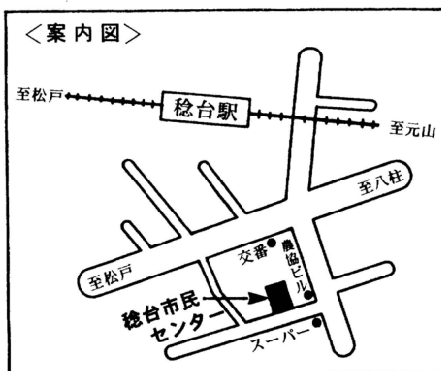 ＜案内図＞
至松戸
稔台駅
至元山
至八柱
交番
農協ビル
至松戸
稔台市民
センター
スーパー